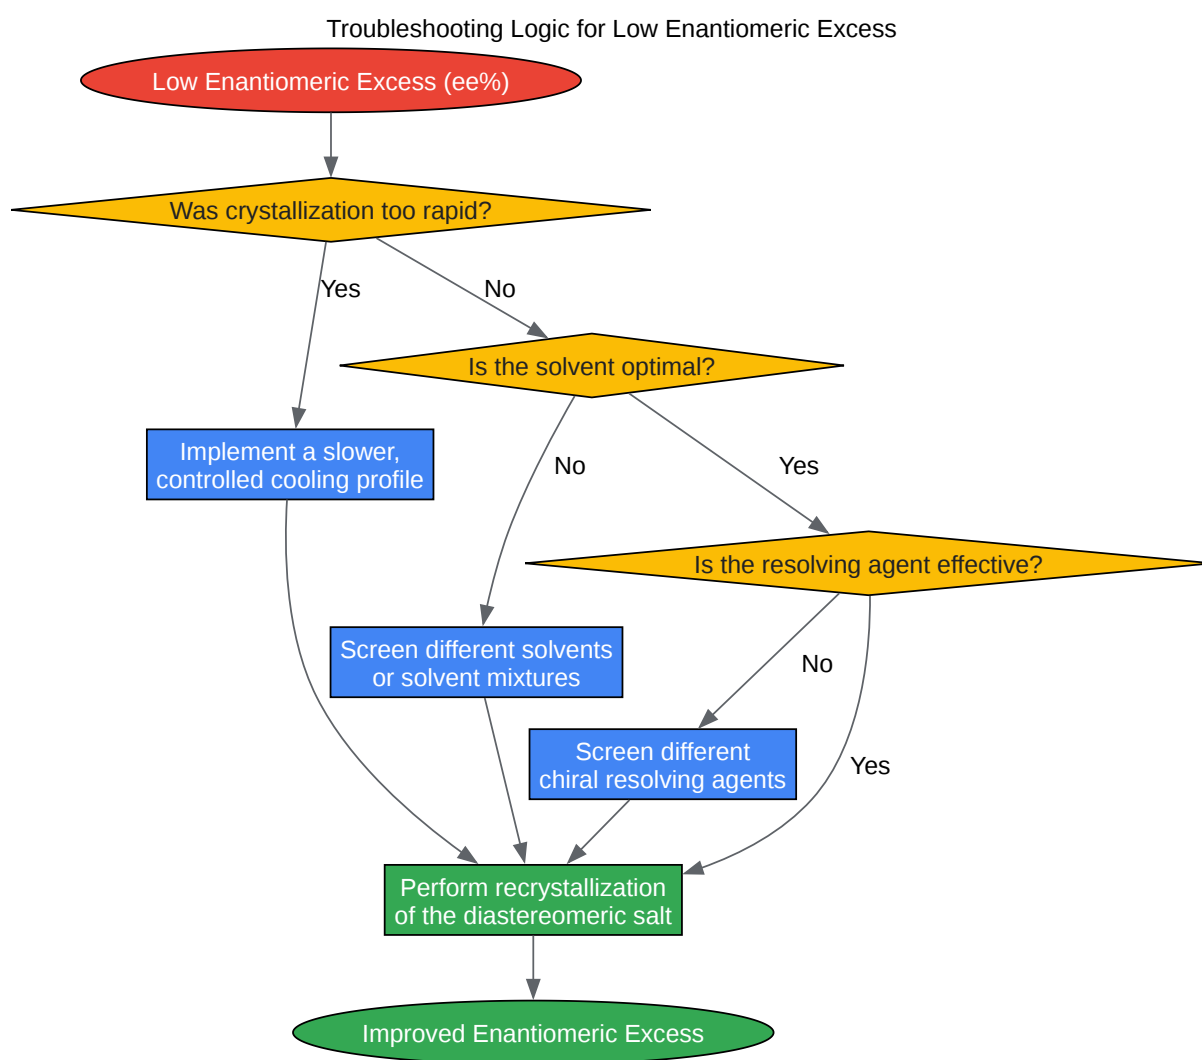 Troubleshooting Logic for Low Enantiomeric Excess
Low Enantiomeric Excess (ee%)
Was crystallization too rapid?
Yes
No
Is the solvent optimal?
Implement a slower,
controlled cooling profile
No
Yes
Is the resolving agent effective?
Screen different solvents
or solvent mixtures
No
Screen different
chiral resolving agents
Yes
Perform recrystallization
of the diastereomeric salt
Improved Enantiomeric Excess